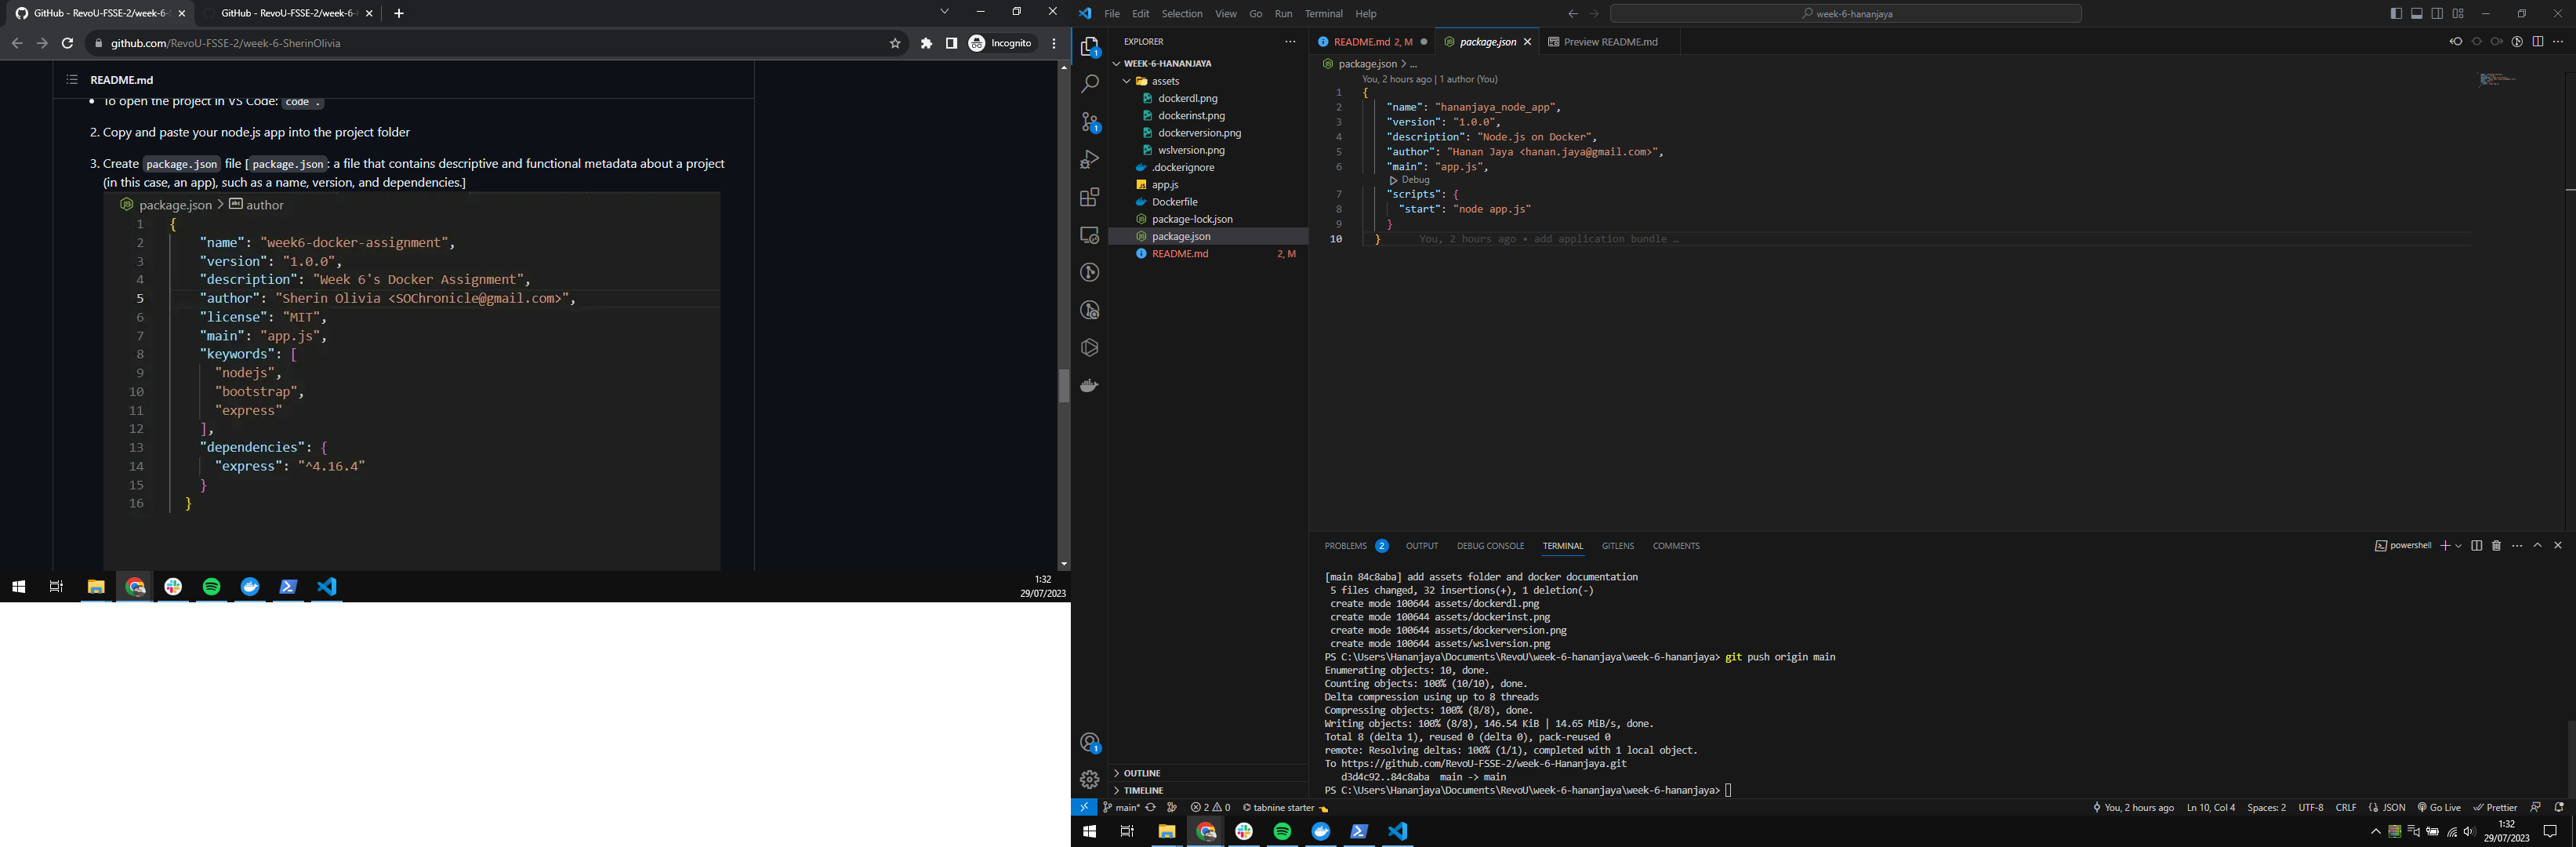 GitHub - RevoU-FSSE-2/week-6-
GitHub - RevoU-FSSE-2/week-6-
github.com/RevoU-FSSE-2/week-6-SherinOlivia
Incognito
README.md
To open the project in VS Code: code .
2. Copy and paste your node.js app into the project folder
3. Create package.json file [package.json: a file that contains descriptive and functional metadata about a project
(in this case, an app), such as a name, version, and dependencies.]
package.json > author
1 {
2 "name": "week6-docker-assignment",
3 "version": "1.0.0",
4 "description": "Week 6's Docker Assignment",
5 "author": "Sherin Olivia <SOChronicle@gmail.com>",
6 "license": "MIT",
7 "main": "app.js",
8 "keywords": [
9 "nodejs",
10 "bootstrap",
11 "express"
12 ],
13 "dependencies": {
14 "express": "^4.16.4"
15 }
16 }
1:32
29/07/2023
File Edit Selection View Go Run Terminal Help
week-6-hananjaya
EXPLORER
WEEK-6-HANANJAYA
assets
dockerdl.png
dockerinst.png
dockerversion.png
wslversion.png
.dockerignore
app.js
Dockerfile
package-lock.json
package.json
README.md 2, M
OUTLINE
TIMELINE
README.md 2, M
package.json
Preview README.md
package.json > ...
You, 2 hours ago | 1 author (You)
1 {
2 "name": "hananjaya_node_app",
3 "version": "1.0.0",
4 "description": "Node.js on Docker",
5 "author": "Hanan Jaya <hanan.jaya@gmail.com>",
6 "main": "app.js",
Debug
7 "scripts": {
8 "start": "node app.js"
9 }
10 } You, 2 hours ago • add application bundle …
PROBLEMS 2 OUTPUT DEBUG CONSOLE TERMINAL GITLENS COMMENTS
powershell
[main 84c8aba] add assets folder and docker documentation
5 files changed, 32 insertions(+), 1 deletion(-)
create mode 100644 assets/dockerdl.png
create mode 100644 assets/dockerinst.png
create mode 100644 assets/dockerversion.png
create mode 100644 assets/wslversion.png
PS C:\Users\Hananjaya\Documents\RevoU\week-6-hananjaya\week-6-hananjaya> git push origin main
Enumerating objects: 10, done.
Counting objects: 100% (10/10), done.
Delta compression using up to 8 threads
Compressing objects: 100% (8/8), done.
Writing objects: 100% (8/8), 146.54 KiB | 14.65 MiB/s, done.
Total 8 (delta 1), reused 0 (delta 0), pack-reused 0
remote: Resolving deltas: 100% (1/1), completed with 1 local object.
To https://github.com/RevoU-FSSE-2/week-6-Hananjaya.git
d3d4c92..84c8aba main -> main
PS C:\Users\Hananjaya\Documents\RevoU\week-6-hananjaya\week-6-hananjaya>
main* 2 0 tabnine starter
You, 2 hours ago Ln 10, Col 4 Spaces: 2 UTF-8 CRLF {} JSON Go Live Prettier
1:32
29/07/2023